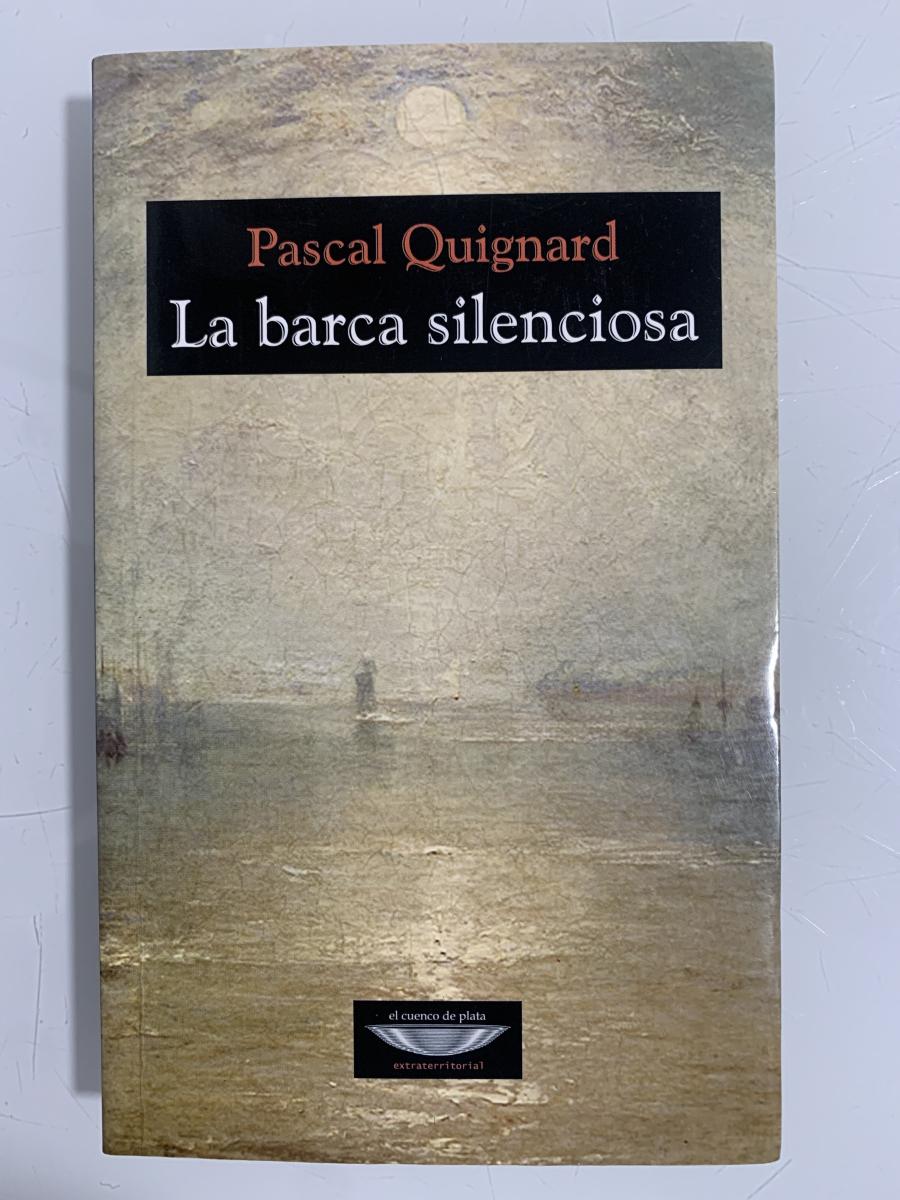 Pascal Quignard
La barca silenciosa
el cuenco de plata
extraterritorial